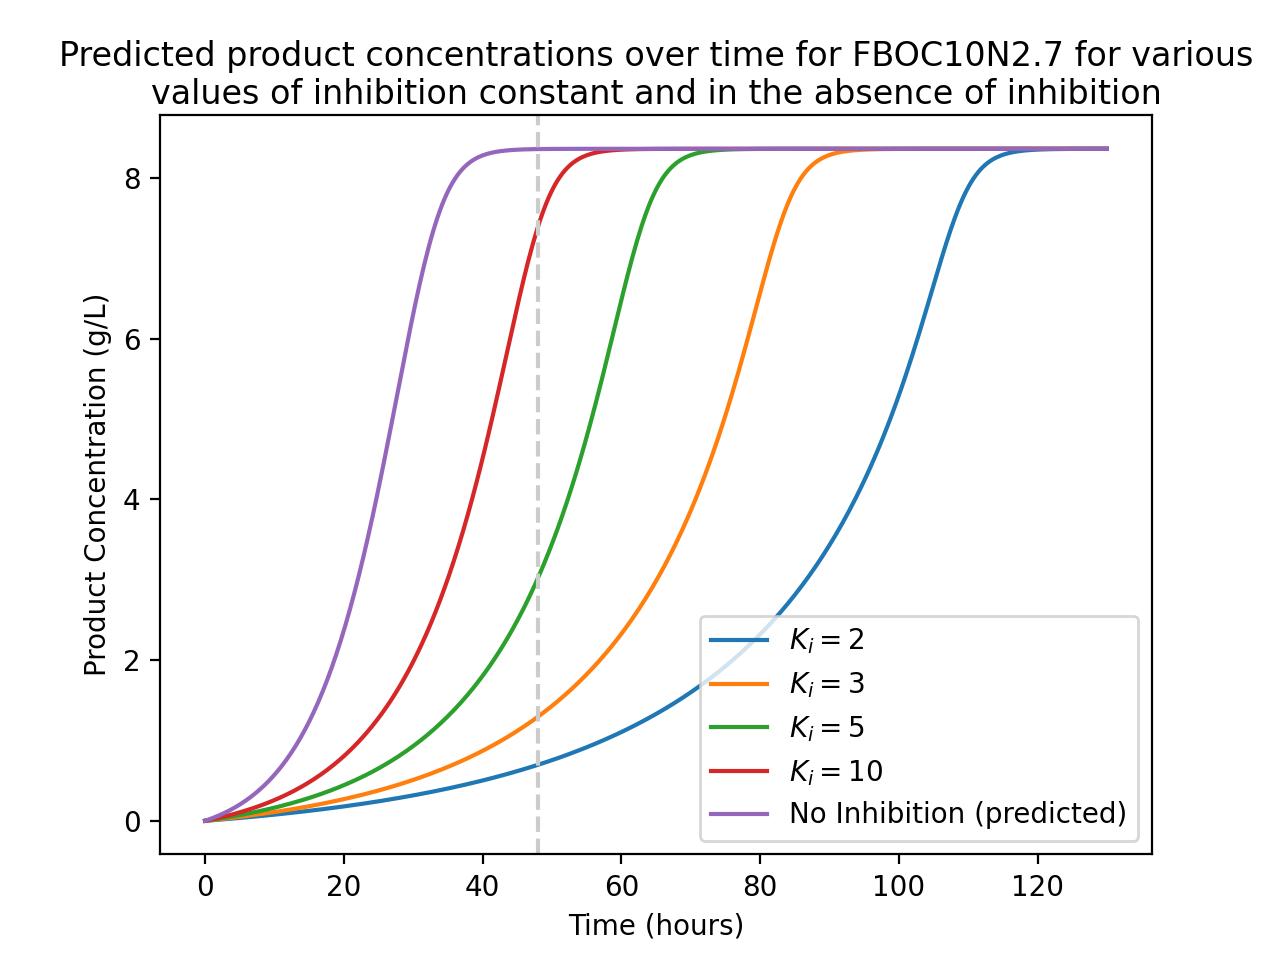 Predicted product concentrations over time for FBOC10N2.7 for various
values of inhibition constant and in the absence of inhibition
Product Concentration (g/L)
8
6
4
2
0
K_i = 2
K_i = 3
K_i = 5
K_i = 10
No Inhibition (predicted)
0 20 40 60 80 100 120
Time (hours)